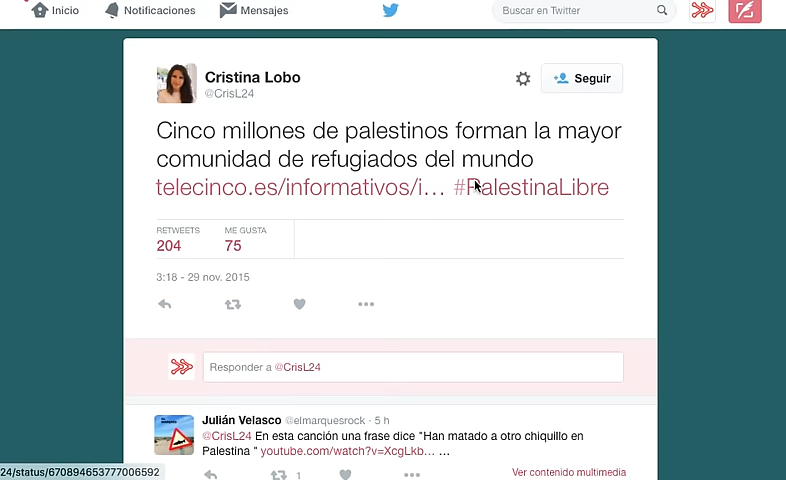 Inicio Notificaciones Mensajes Buscar en Twitter
Cristina Lobo
@CrisL24
Seguir
Cinco millones de palestinos forman la mayor
comunidad de refugiados del mundo
telecinco.es/informativos/i… #PalestinaLibre
RETWEETS ME GUSTA
204 75
3:18 - 29 nov. 2015
Responder a @CrisL24
Julián Velasco @elmarquesrock · 5 h
@CrisL24 En esta canción una frase dice "Han matado a otro chiquillo en
Palestina " youtube.com/watch?v=XcgLkb… …
24/status/670894653777006592
1 Ver contenido multimedia